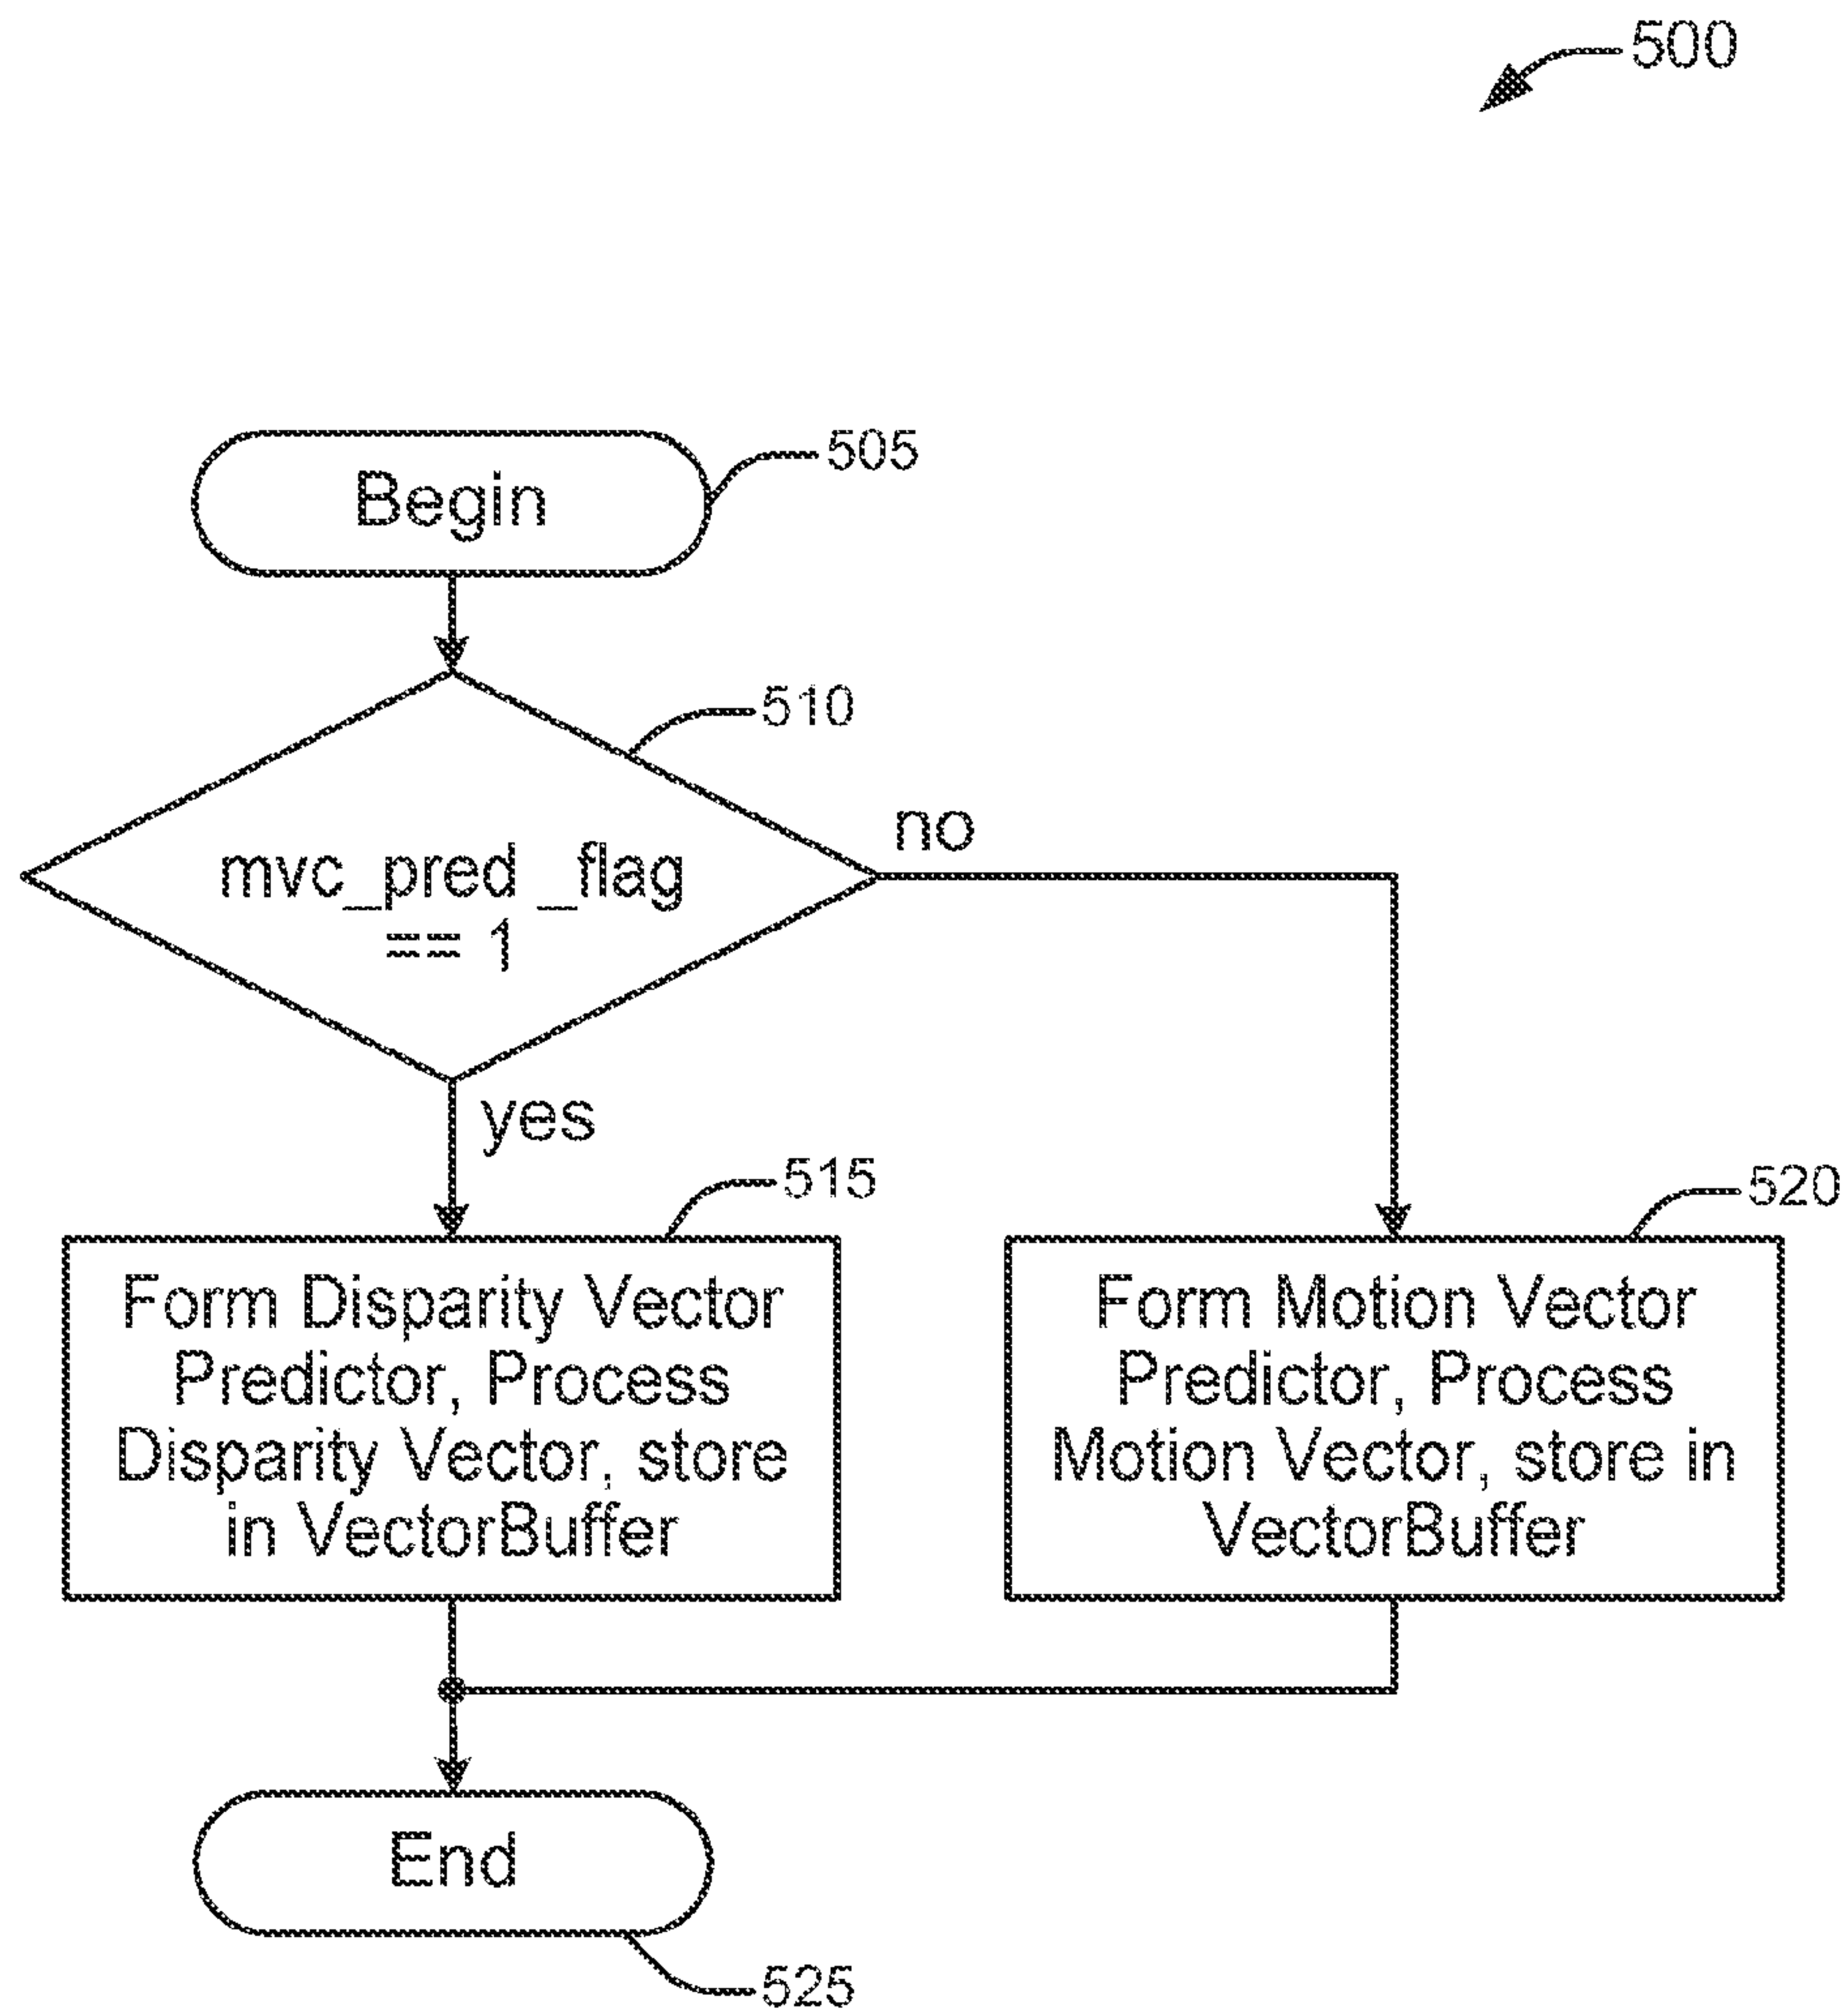 500
Begin
505
510
mvc_pred _flag
== 1
no
yes
515
Form Disparity Vector
Predictor, Process
Disparity Vector, store
in VectorBuffer
520
Form Motion Vector
Predictor, Process
Motion Vector, store in
VectorBuffer
End
525